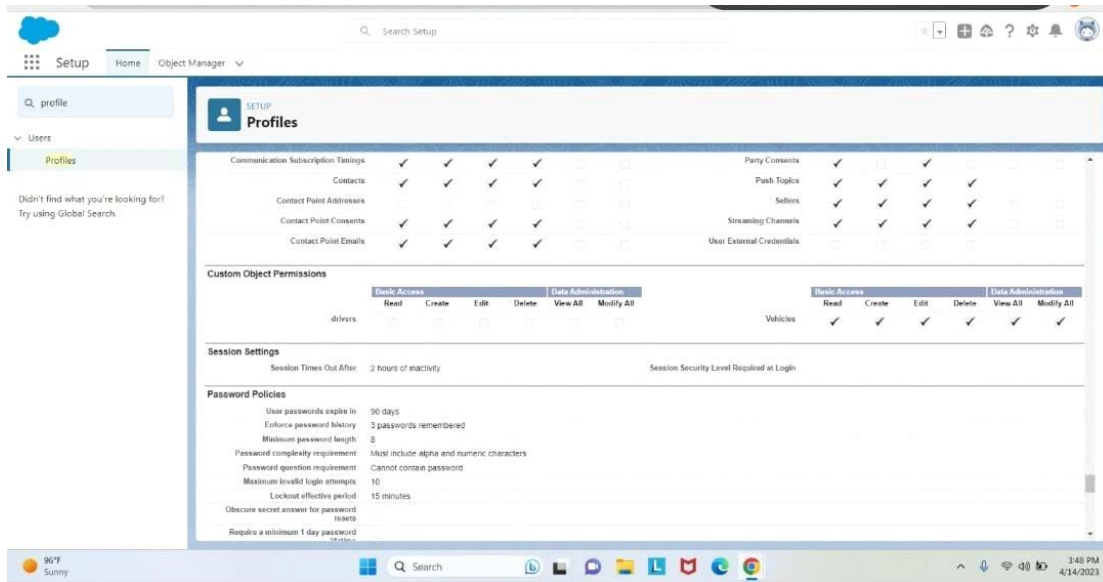 Search Setup
Setup
Home
Object Manager
profile
Users
Profiles
Didn't find what you're looking for?
Try using Global Search.
SETUP
Profiles
Communication Subscription Timings
Party Consents
Contacts
Push Topics
Contact Point Addresses
Sellers
Contact Point Consents
Streaming Channels
Contact Point Emails
User External Credentials
Custom Object Permissions
Basic Access Data Administration Basic Access Data Administration
Read Create Edit Delete View All Modify All Read Create Edit Delete View All Modify All
drivers
Vehicles
Session Settings
Session Times Out After 2 hours of inactivity Session Security Level Required at Login
Password Policies
User passwords expire in 90 days
Enforce password history 3 passwords remembered
Minimum password length 8
Password complexity requirement Must include alpha and numeric characters
Password question requirement Cannot contain password
Maximum invalid login attempts 10
Lockout effective period 15 minutes
Obscure secret answer for password
resets
Require a minimum 1 day password
lifetime
96°F
Sunny
Search
3:48 PM
4/14/2023